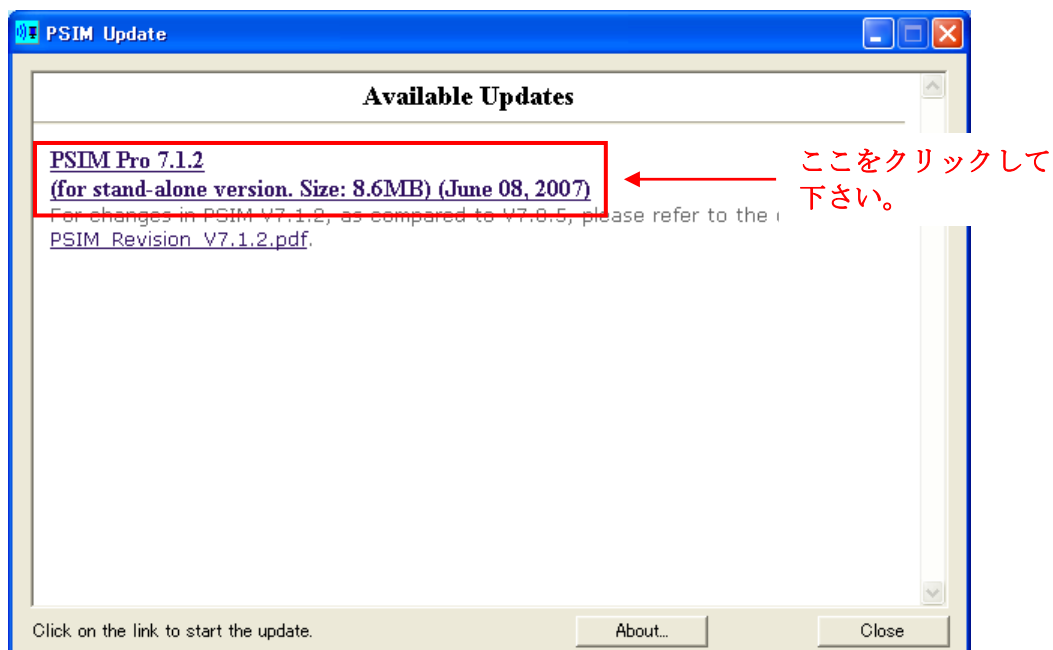 PSIM Update
Available Updates
PSIM Pro 7.1.2
(for stand-alone version. Size: 8.6MB) (June 08, 2007)
ここをクリックして
下さい。
For changes in PSIM V7.1.2, as compared to V7.0.5, please refer to the
PSIM_Revision_V7.1.2.pdf.
Click on the link to start the update.
About...
Close